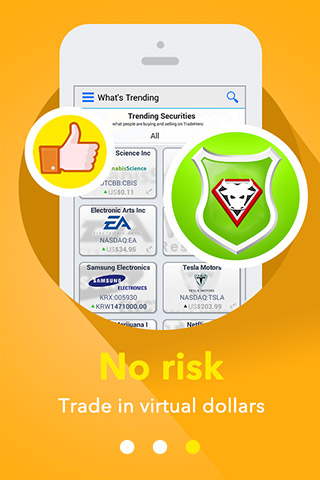 What's Trending
Trending Securities
what people are buying and selling on TradeHero
All
Science Inc
nabisScience
OTCBB:CBIS
US$0.11
Electronic Arts Inc
EA
NASDAQ:EA
US$34.95
Samsung Electronics
SAMSUNG
ELECTRONICS
KRX:005930
KRW1471000.00
Tesla Motors
TESLA MOTORS
NASDAQ:TSLA
US$203.99
Marijuana I
Netflix
No risk
Trade in virtual dollars